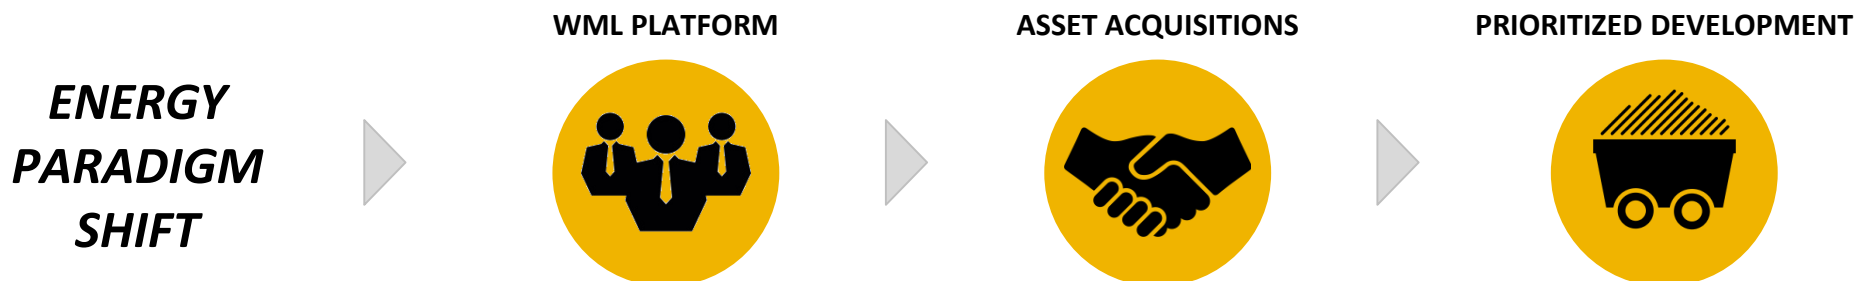 ENERGY
PARADIGM
SHIFT
WML PLATFORM
ASSET ACQUISITIONS
PRIORITIZED DEVELOPMENT